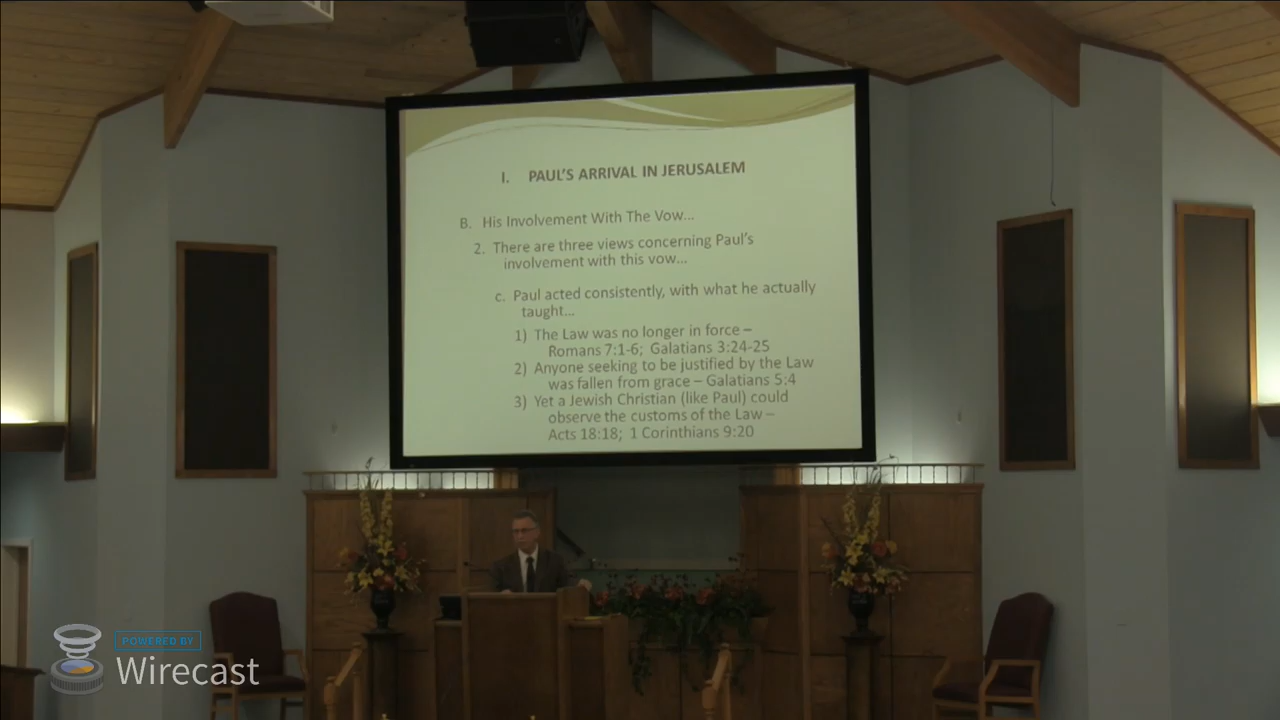 I. PAUL'S ARRIVAL IN JERUSALEM
B. His Involvement With The Vow...
2. There are three views concerning Paul's
involvement with this vow...
c. Paul acted consistently, with what he actually
taught...
1) The Law was no longer in force –
Romans 7:1-6; Galatians 3:24-25
2) Anyone seeking to be justified by the Law
was fallen from grace – Galatians 5:4
3) Yet a Jewish Christian (like Paul) could
observe the customs of the Law –
Acts 18:18; 1 Corinthians 9:20
POWERED BY
Wirecast